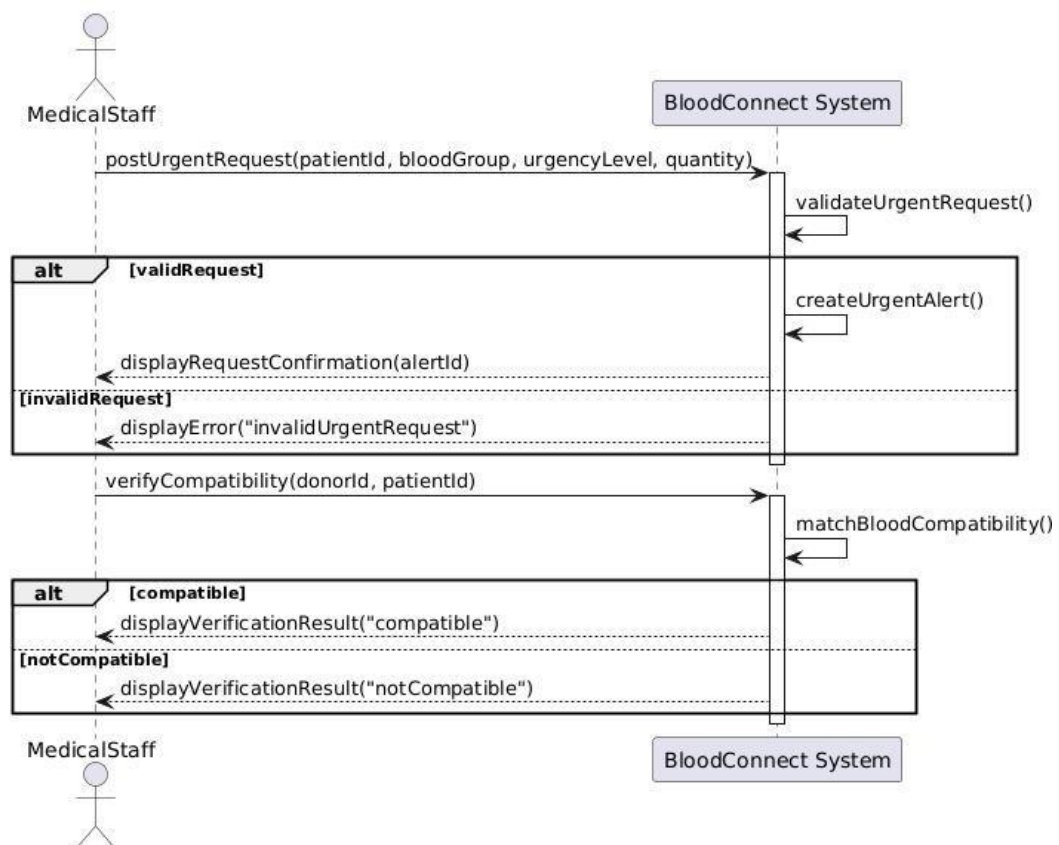 MedicalStaff
BloodConnect System
postUrgentRequest(patientId, bloodGroup, urgencyLevel, quantity)
validateUrgentRequest()
alt [validRequest]
createUrgentAlert()
displayRequestConfirmation(alertId)
[invalidRequest]
displayError("invalidUrgentRequest")
verifyCompatibility(donorId, patientId)
matchBloodCompatibility()
alt [compatible]
displayVerificationResult("compatible")
[notCompatible]
displayVerificationResult("notCompatible")
MedicalStaff
BloodConnect System